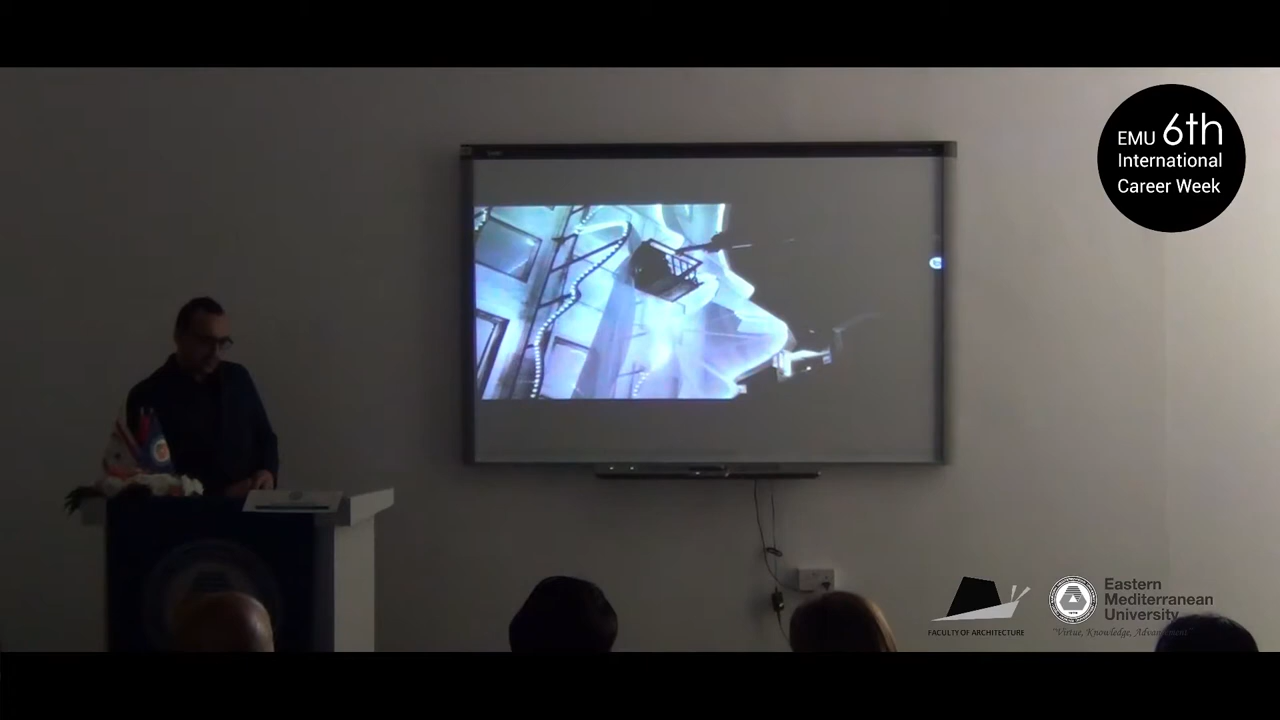 EMU 6th
International
Career Week
Eastern
Mediterranean
University
FACULTY OF ARCHITECTURE
"Virtue, Knowledge, Advancement"